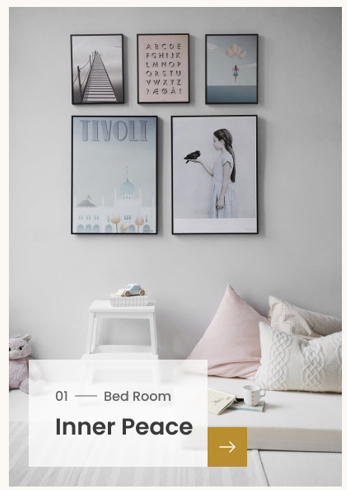 A B C D E
F G H I J K
L M N O P
Q R S T U
V W X Y Z
? Æ Ø Å !
TIVOLI
01 Bed Room
Inner Peace